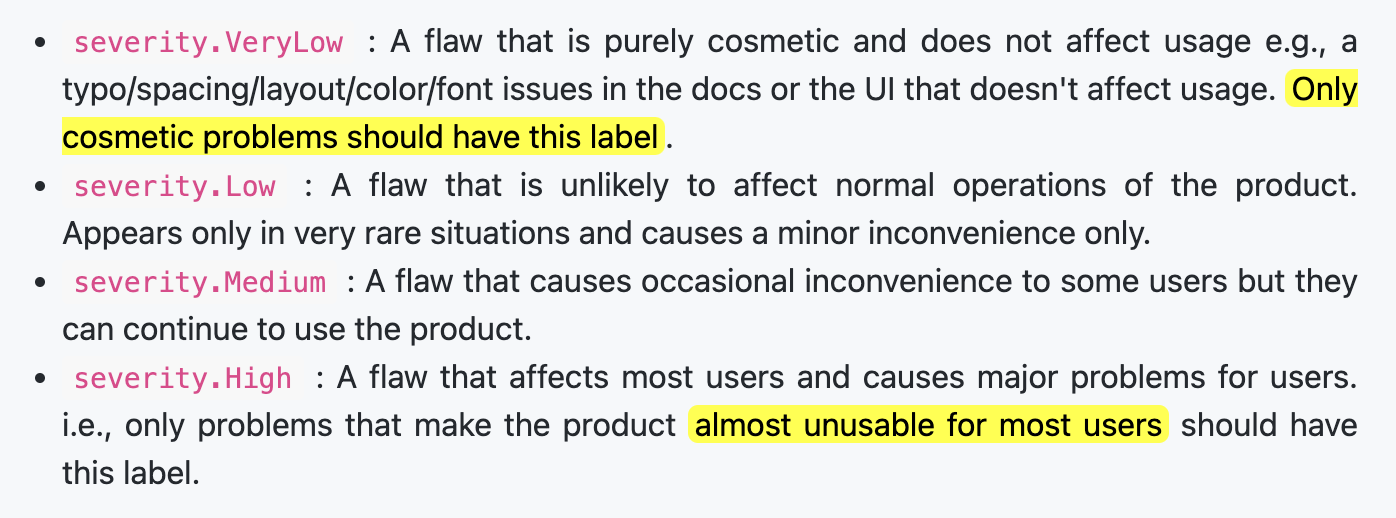 • severity.VeryLow : A flaw that is purely cosmetic and does not affect usage e.g., a
typo/spacing/layout/color/font issues in the docs or the UI that doesn't affect usage. Only
cosmetic problems should have this label.
• severity.Low : A flaw that is unlikely to affect normal operations of the product.
Appears only in very rare situations and causes a minor inconvenience only.
• severity.Medium : A flaw that causes occasional inconvenience to some users but they
can continue to use the product.
• severity.High : A flaw that affects most users and causes major problems for users.
i.e., only problems that make the product almost unusable for most users should have
this label.